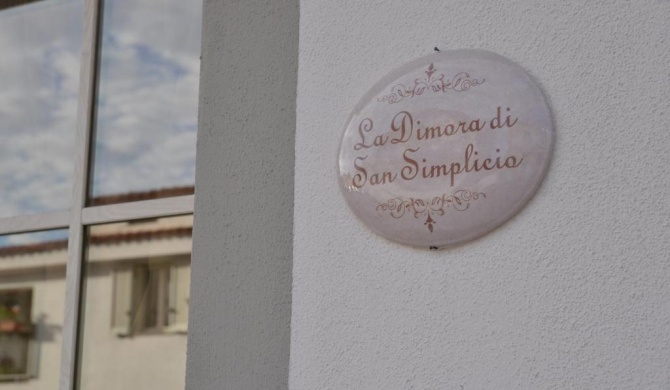 La Dimora di
San Simplicio